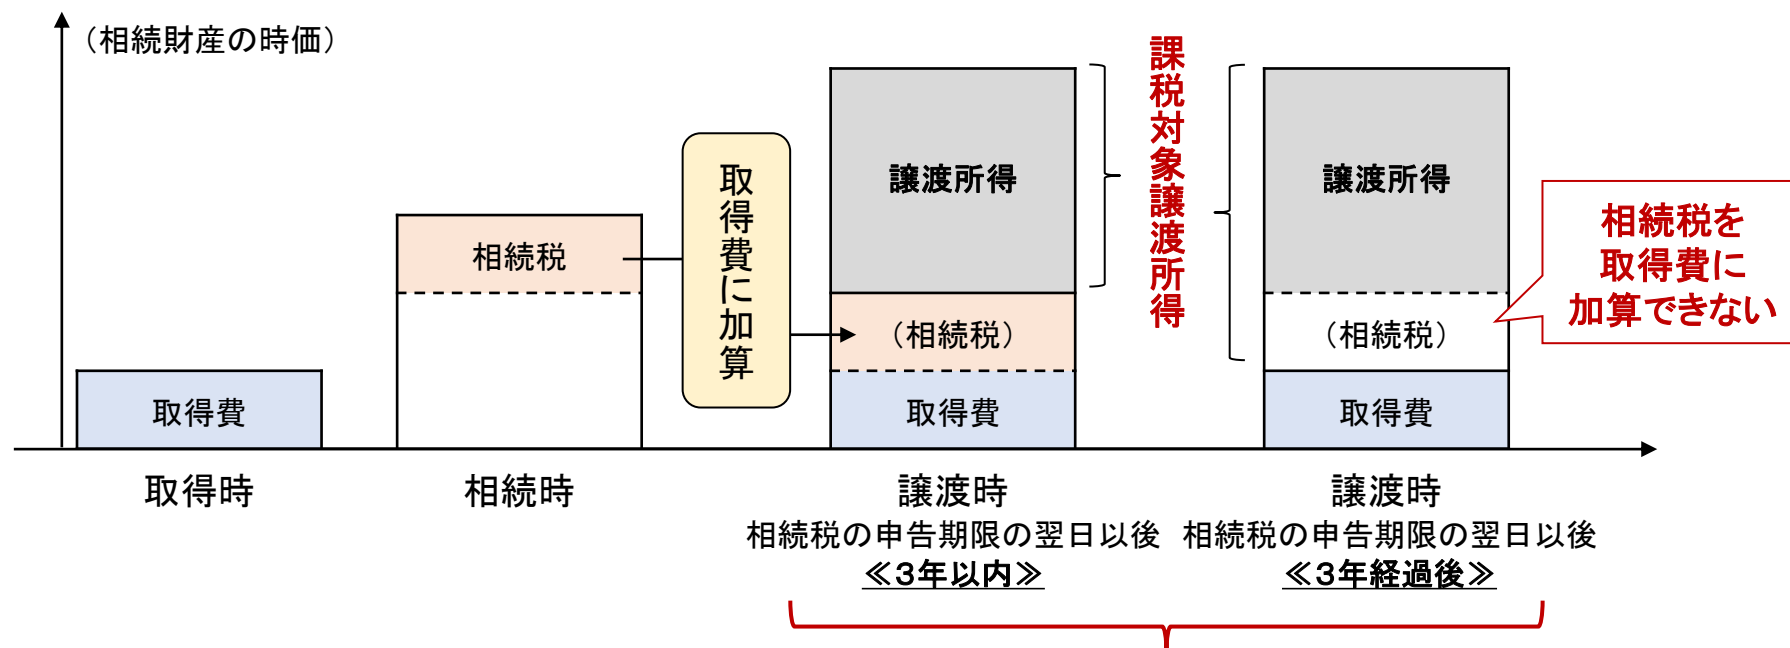 （相続財産の時価）
取得費
取得時
相続税
相続時
取得費に加算
譲渡所得
（相続税）
取得費
課税対象譲渡所得
譲渡所得
（相続税）
取得費
相続税を
取得費に
加算できない
譲渡時
相続税の申告期限の翌日以後
≪3年以内≫
譲渡時
相続税の申告期限の翌日以後
≪3年経過後≫